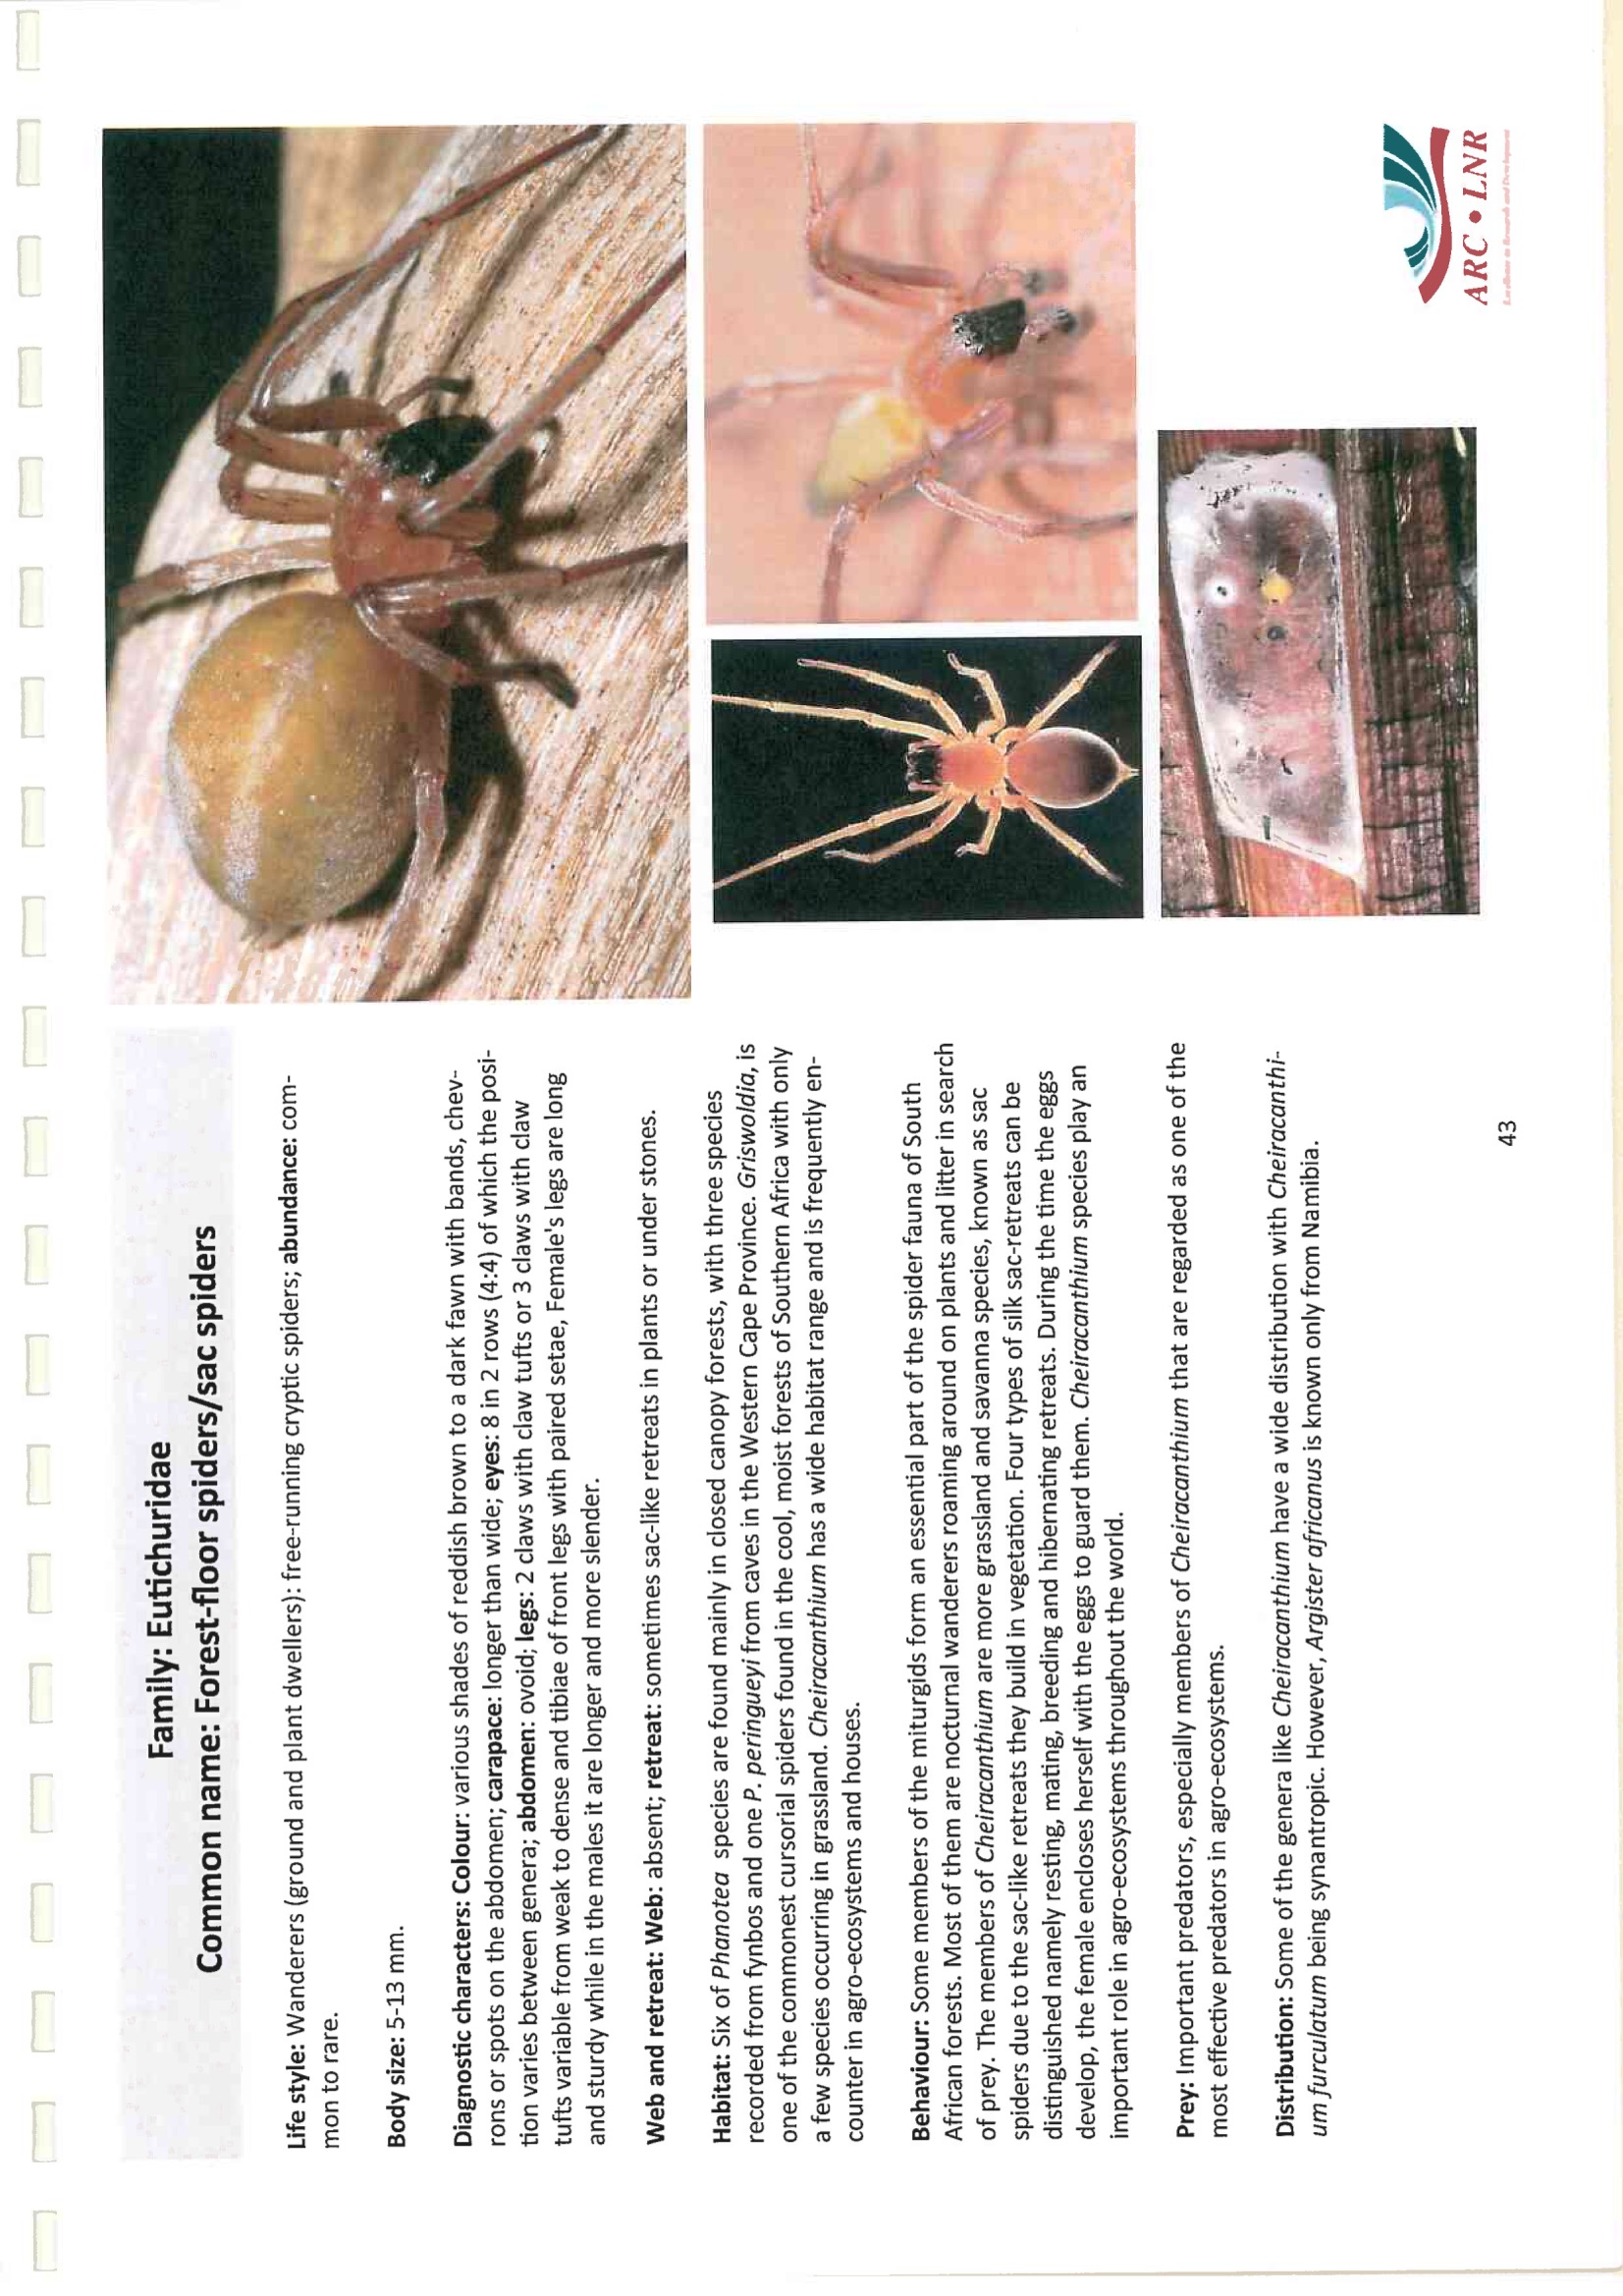 Family: Eutichuridae
Common name: Forest-floor spiders/sac spiders
Life style: Wanderers (ground and plant dwellers): free-running cryptic spiders; abundance: com-
mon to rare.
Body size: 5-13 mm.
Diagnostic characters: Colour: various shades of reddish brown to a dark fawn with bands, chev-
rons or spots on the abdomen; carapace: longer than wide; eyes: 8 in 2 rows (4:4) of which the posi-
tion varies between genera; abdomen: ovoid; legs: 2 claws with claw tufts or 3 claws with claw
tufts variable from weak to dense and tibiae of front legs with paired setae, Female's legs are long
and sturdy while in the males it are longer and more slender.
Web and retreat: Web: absent; retreat: sometimes sac-like retreats in plants or under stones.
Habitat: Six of Phanotea species are found mainly in closed canopy forests, with three species
recorded from fynbos and one P. peringueyi from caves in the Western Cape Province. Griswoldia, is
one of the commonest cursorial spiders found in the cool, moist forests of Southern Africa with only
a few species occurring in grassland. Cheiracanthium has a wide habitat range and is frequently en-
counter in agro-ecosystems and houses.
Behaviour: Some members of the miturgids form an essential part of the spider fauna of South
African forests. Most of them are nocturnal wanderers roaming around on plants and litter in search
of prey. The members of Cheiracanthium are more grassland and savanna species, known as sac
spiders due to the sac-like retreats they build in vegetation. Four types of silk sac-retreats can be
distinguished namely resting, mating, breeding and hibernating retreats. During the time the eggs
develop, the female encloses herself with the eggs to guard them. Cheiracanthium species play an
important role in agro-ecosystems throughout the world.
Prey: Important predators, especially members of Cheiracanthium that are regarded as one of the
most effective predators in agro-ecosystems.
Distribution: Some of the genera like Cheiracanthium have a wide distribution with Cheiracanthi-
um furculatum being synantropic. However, Argister africanus is known only from Namibia.
ARC • LNR
Excellence in Research and Development
43